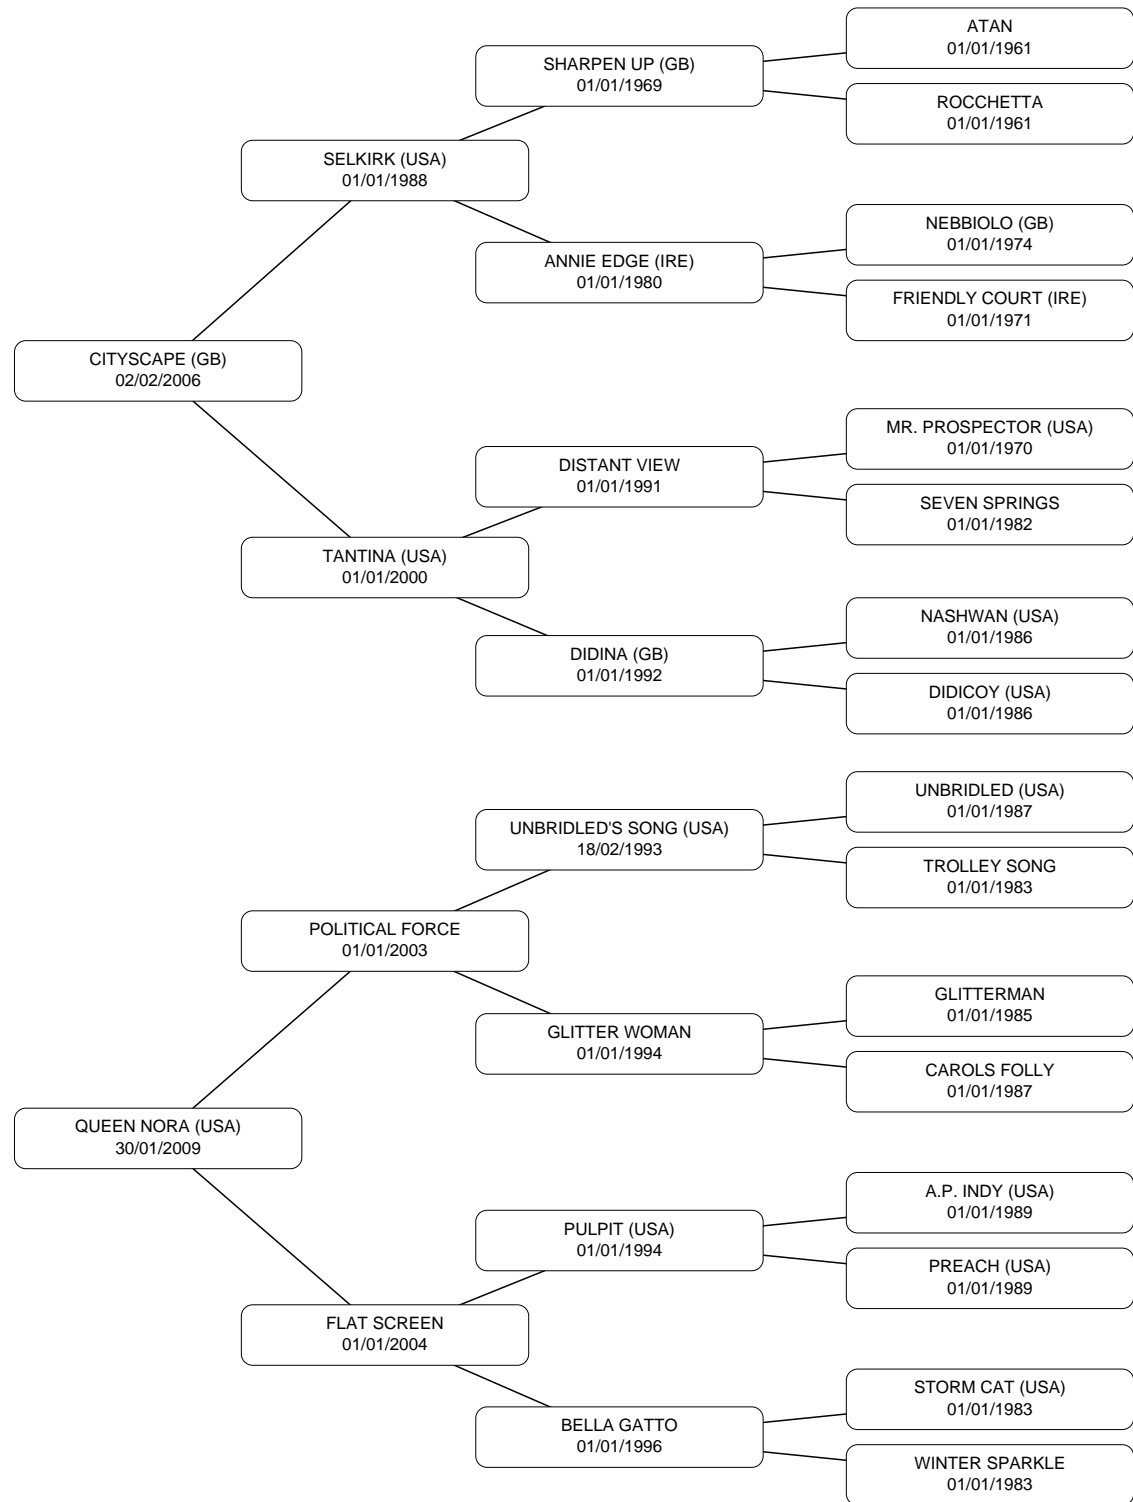 ATAN
01/01/1961
SHARPEN UP (GB)
01/01/1969
ROCCHETTA
01/01/1961
SELKIRK (USA)
01/01/1988
NEBBIOLO (GB)
01/01/1974
ANNIE EDGE (IRE)
01/01/1980
FRIENDLY COURT (IRE)
01/01/1971
CITYSCAPE (GB)
02/02/2006
MR. PROSPECTOR (USA)
01/01/1970
DISTANT VIEW
01/01/1991
SEVEN SPRINGS
01/01/1982
TANTINA (USA)
01/01/2000
NASHWAN (USA)
01/01/1986
DIDINA (GB)
01/01/1992
DIDICOY (USA)
01/01/1986
UNBRIDLED (USA)
01/01/1987
UNBRIDLED'S SONG (USA)
18/02/1993
TROLLEY SONG
01/01/1983
POLITICAL FORCE
01/01/2003
GLITTERMAN
01/01/1985
GLITTER WOMAN
01/01/1994
CAROLS FOLLY
01/01/1987
QUEEN NORA (USA)
30/01/2009
A.P. INDY (USA)
01/01/1989
PULPIT (USA)
01/01/1994
PREACH (USA)
01/01/1989
FLAT SCREEN
01/01/2004
STORM CAT (USA)
01/01/1983
BELLA GATTO
01/01/1996
WINTER SPARKLE
01/01/1983